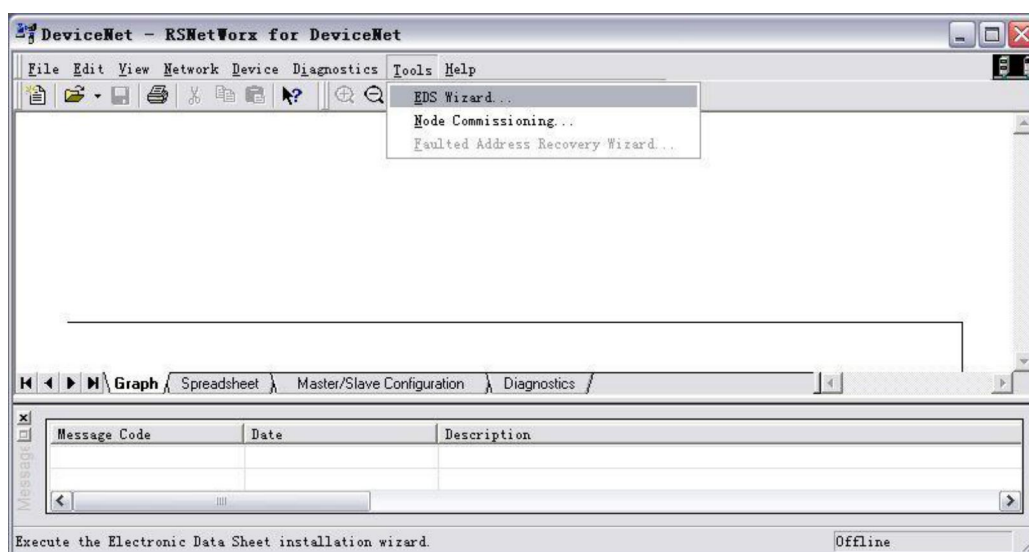 DeviceNet - RSNetWorx for DeviceNet
File Edit View Network Device Diagnostics Tools Help
EDS Wizard...
Node Commissioning...
Faulted Address Recovery Wizard...
Graph Spreadsheet Master/Slave Configuration Diagnostics
Message Code Date Description
Message
Execute the Electronic Data Sheet installation wizard. Offline